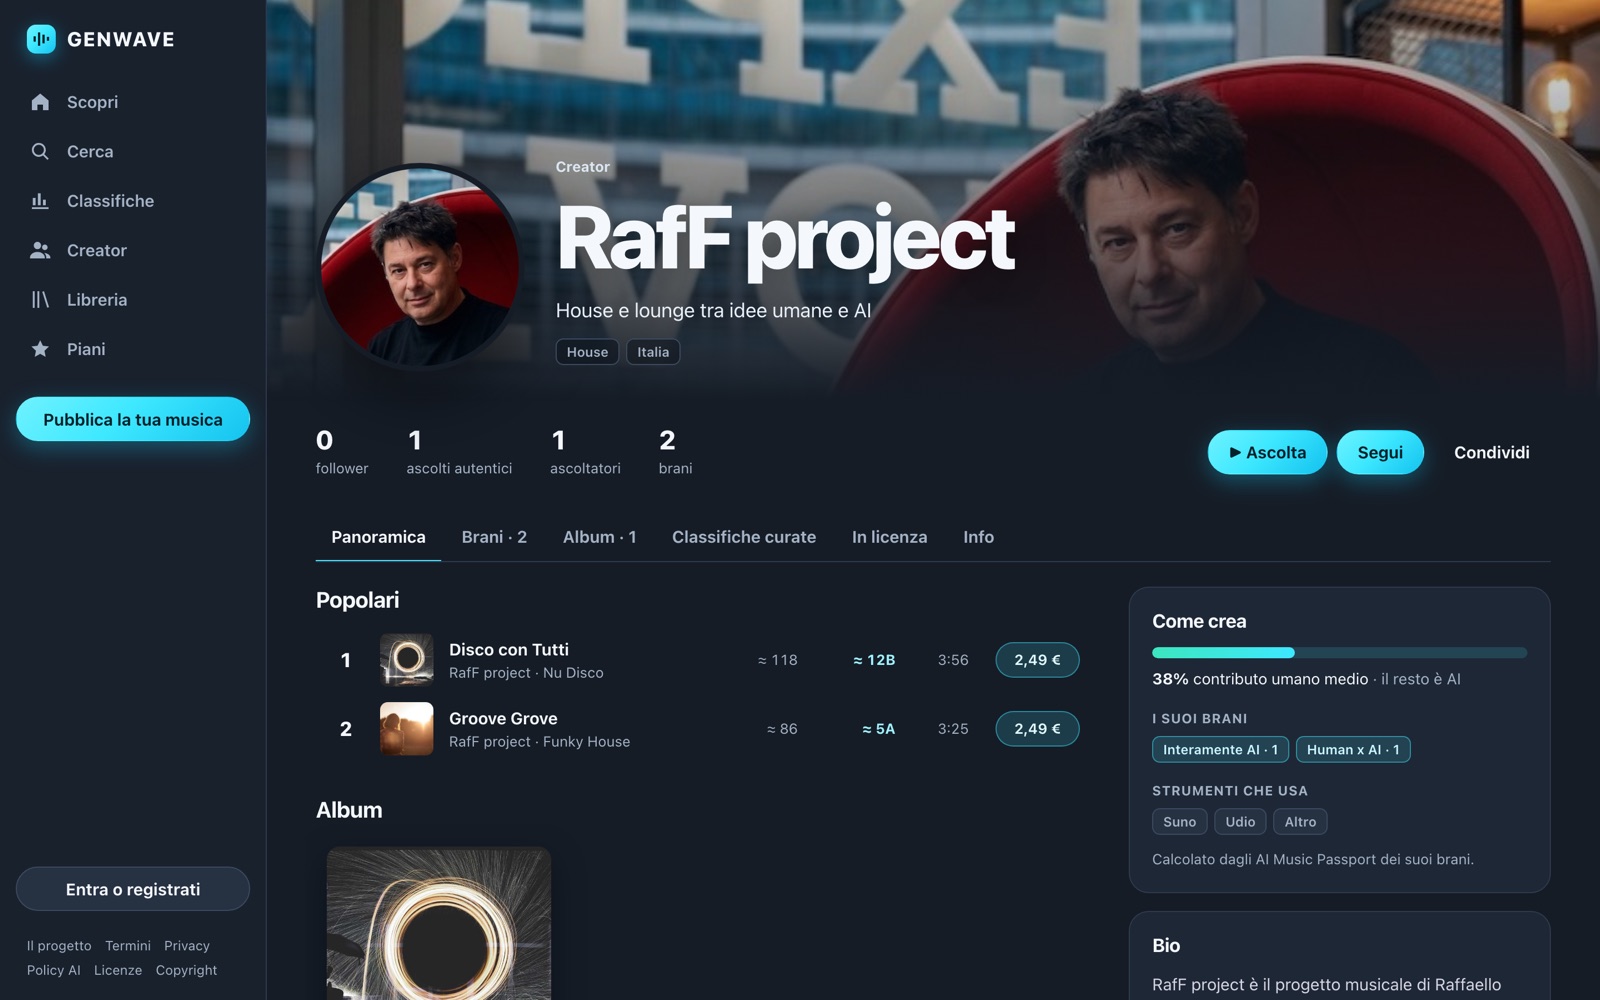 GENWAVE
Scopri
Cerca
Classifiche
Creator
Libreria
Piani
Pubblica la tua musica
Entra o registrati
Il progetto Termini Privacy
Policy AI Licenze Copyright
Creator
RafF project
House e lounge tra idee umane e AI
House Italia
0 1 1 2
follower ascolti autentici ascoltatori brani
▶ Ascolta Segui Condividi
Panoramica Brani · 2 Album · 1 Classifiche curate In licenza Info
Popolari
1 Disco con Tutti ≈ 118 ≈ 12B 3:56 2,49 €
RafF project · Nu Disco
2 Groove Grove ≈ 86 ≈ 5A 3:25 2,49 €
RafF project · Funky House
Album
Come crea
38% contributo umano medio · il resto è AI
I SUOI BRANI
Interamente AI · 1 Human x AI · 1
STRUMENTI CHE USA
Suno Udio Altro
Calcolato dagli AI Music Passport dei suoi brani.
Bio
RafF project è il progetto musicale di Raffaello